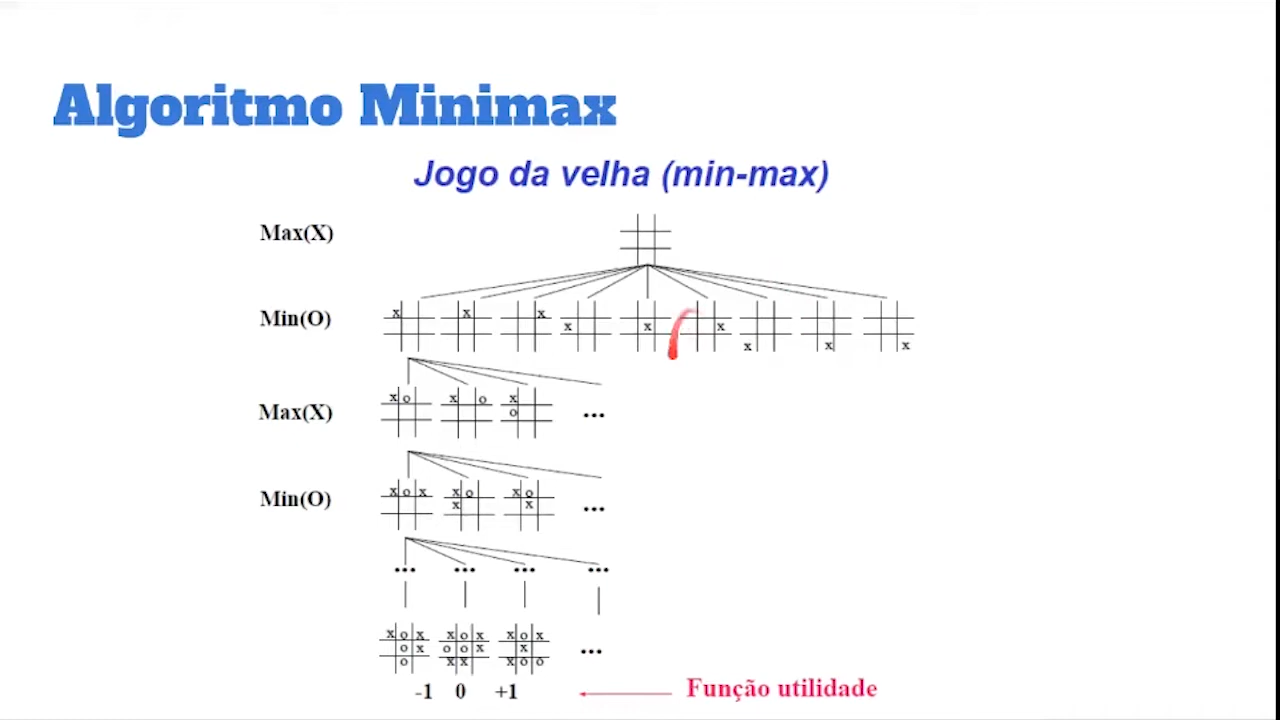 Algoritmo Minimax
Jogo da velha (min-max)
Max(X)
Min(O)
x x x x x x x x x
Max(X)
x o x o x ...
o
Min(O)
x o x x o x o ...
x x
... ... ... ...
x o x x o x x o x
o x o o x x ...
o x x x o o
-1 0 +1
Função utilidade